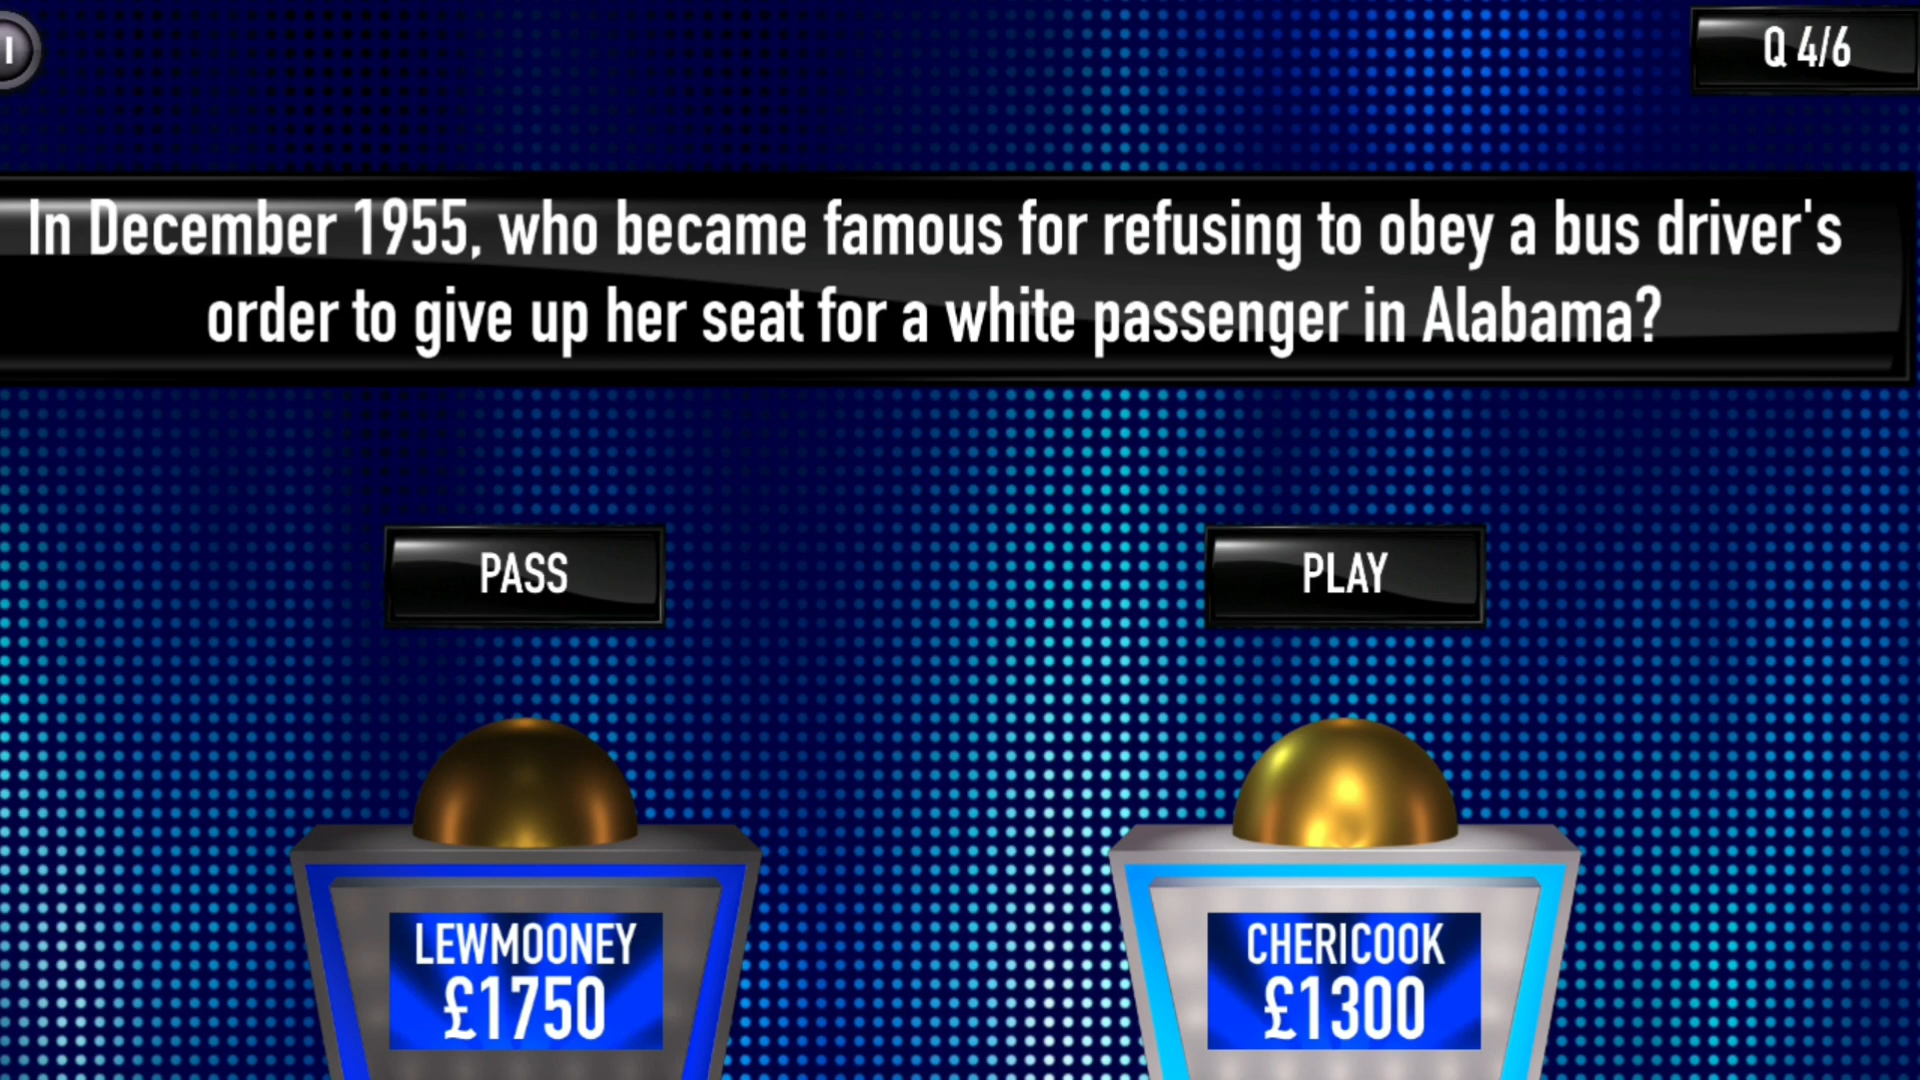 Q 4/6
In December 1955, who became famous for refusing to obey a bus driver's
order to give up her seat for a white passenger in Alabama?
PASS
PLAY
LEWMOONEY
£1750
CHERICOOK
£1300